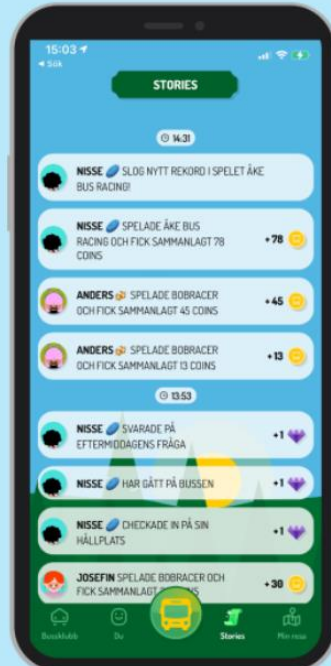 15:03
Sök
STORIES
14:31
NISSE SLOG NYTT REKORD I SPELET ÅKE
BUS RACING!
NISSE SPELADE ÅKE BUS
RACING OCH FICK SAMMANLAGT 78
COINS
+78
ANDERS SPELADE BOBRACER
OCH FICK SAMMANLAGT 45 COINS
+45
ANDERS SPELADE BOBRACER
OCH FICK SAMMANLAGT 13 COINS
+13
13:53
NISSE SVARADE PÅ
EFTERMIDDAGENS FRÅGA
+1
NISSE HAR GÅTT PÅ BUSSEN
+1
NISSE CHECKADE IN PÅ SIN
HÅLLPLATS
+1
JOSEFIN SPELADE BOBRACER OCH
FICK SAMMANLAGT
+30
Bussklubb
Du
Stories
Min resa